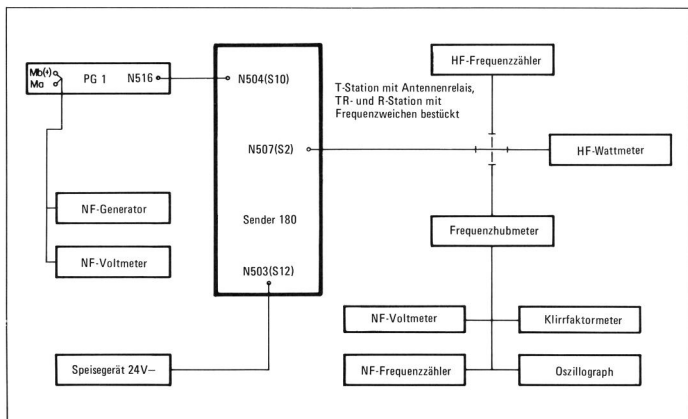 HF-Frequenzzähler
Mb(+)
Ma
PG 1
N516
N504(S10)
T-Station mit Antennenrelais,
TR- und R-Station mit
Frequenzweichen bestückt
N507(S2)
HF-Wattmeter
NF-Generator
Sender 180
Frequenzhubmeter
NF-Voltmeter
N503(S12)
NF-Voltmeter
Klirrfaktormeter
Speisegerät 24V–
NF-Frequenzzähler
Oszillograph